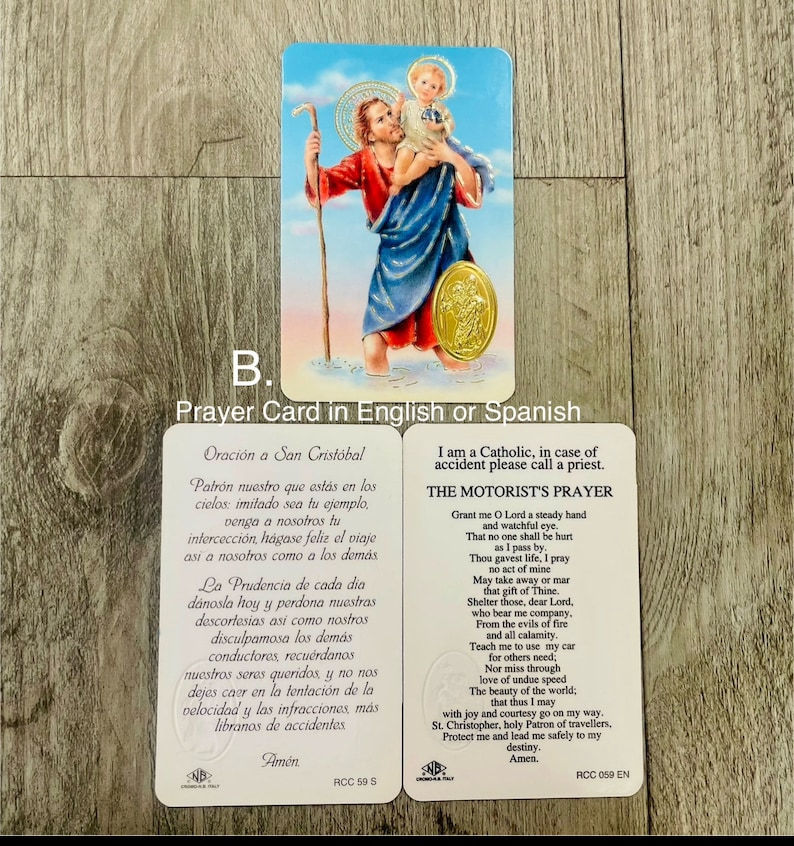 B.
Prayer Card in English or Spanish
Oración a San Cristóbal
Patrón nuestro que estás en los
cielos: imitado sea tu ejemplo,
venga a nosotros tu
intercección, hágase feliz el viaje
asi a nosotros como a los demás.
La Prudencia de cada dia
dánosla hoy y perdona nuestras
descortesias asi como nostros
disculpamosa los demás
conductores, recuérdanos
nuestros seres queridos, y no nos
dejes caer en la tentación de la
velocidad y las infracciones, más
libranos de accidentes.
Amén.
NB
CROMO-N.B. ITALY
RCC 59 S
I am a Catholic, in case of
accident please call a priest.
THE MOTORIST'S PRAYER
Grant me O Lord a steady hand
and watchful eye.
That no one shall be hurt
as I pass by.
Thou gavest life, I pray
no act of mine
May take away or mar
that gift of Thine.
Shelter those, dear Lord,
who bear me company,
From the evils of fire
and all calamity.
Teach me to use my car
for others need;
Nor miss through
love of undue speed
The beauty of the world;
that thus I may
with joy and courtesy go on my way.
St. Christopher, holy Patron of travellers,
Protect me and lead me safely to my
destiny.
Amen.
NB
CROMO-N.B. ITALY
RCC 059 EN